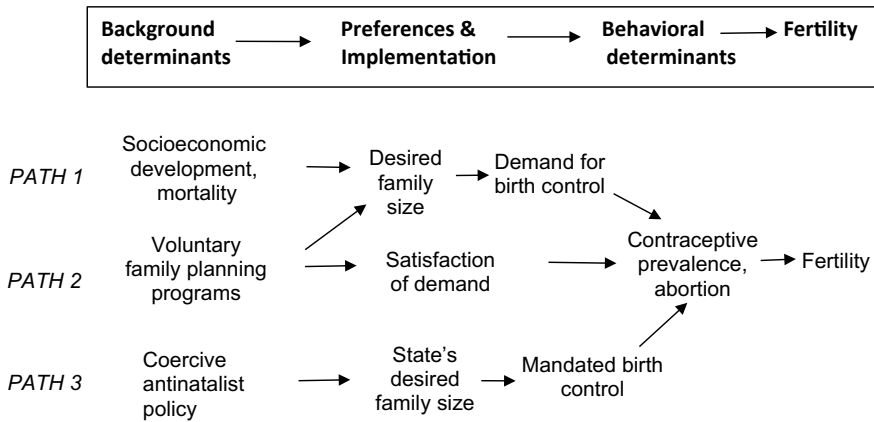 Background determinants
Preferences & Implementation
Behavioral determinants
Fertility
PATH 1
Socioeconomic
development,
mortality
Desired
family
size
Demand for
birth control
PATH 2
Voluntary
family planning
programs
Satisfaction
of demand
Contraceptive
prevalence,
abortion
Fertility
PATH 3
Coercive
antinatalist
policy
State’s
desired
family size
Mandated birth
control